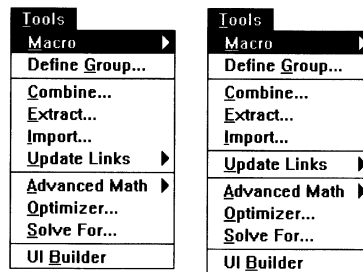 Tools
Macro
Define Group...
Combine...
Extract...
Import...
Update Links
Advanced Math
Optimizer...
Solve For...
UI Builder
Tools
Macro
Define Group...
Combine...
Extract...
Import...
Update Links
Advanced Math
Optimizer...
Solve For...
UI Builder